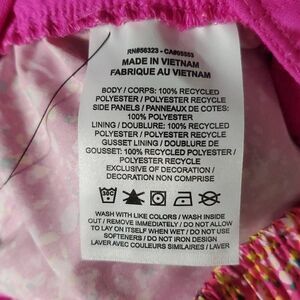 RN#56323 - CA#05553
MADE IN VIETNAM
FABRIQUE AU VIETNAM
BODY / CORPS: 100% RECYCLED
POLYESTER / POLYESTER RECYCLE
SIDE PANELS / PANNEAUX DE COTES:
100% POLYESTER
LINING / DOUBLURE: 100% RECYCLED
POLYESTER / POLYESTER RECYCLE
GUSSET LINING / DOUBLURE DE
GOUSSET: 100% POLYESTER RECYCLED
POLYESTER / POLYESTER RECYCLE
EXCLUSIVE OF DECORATION /
DECORATION NON COMPRISE
WASH WITH LIKE COLORS / WASH INSIDE
OUT / REMOVE IMMEDIATELY / DO NOT ALLOW
TO LAY ON ITSELF WHEN WET / DO NOT USE
SOFTENERS / DO NOT IRON DESIGN
LAVER AVEC COULEURS SIMILAIRES / LAVER